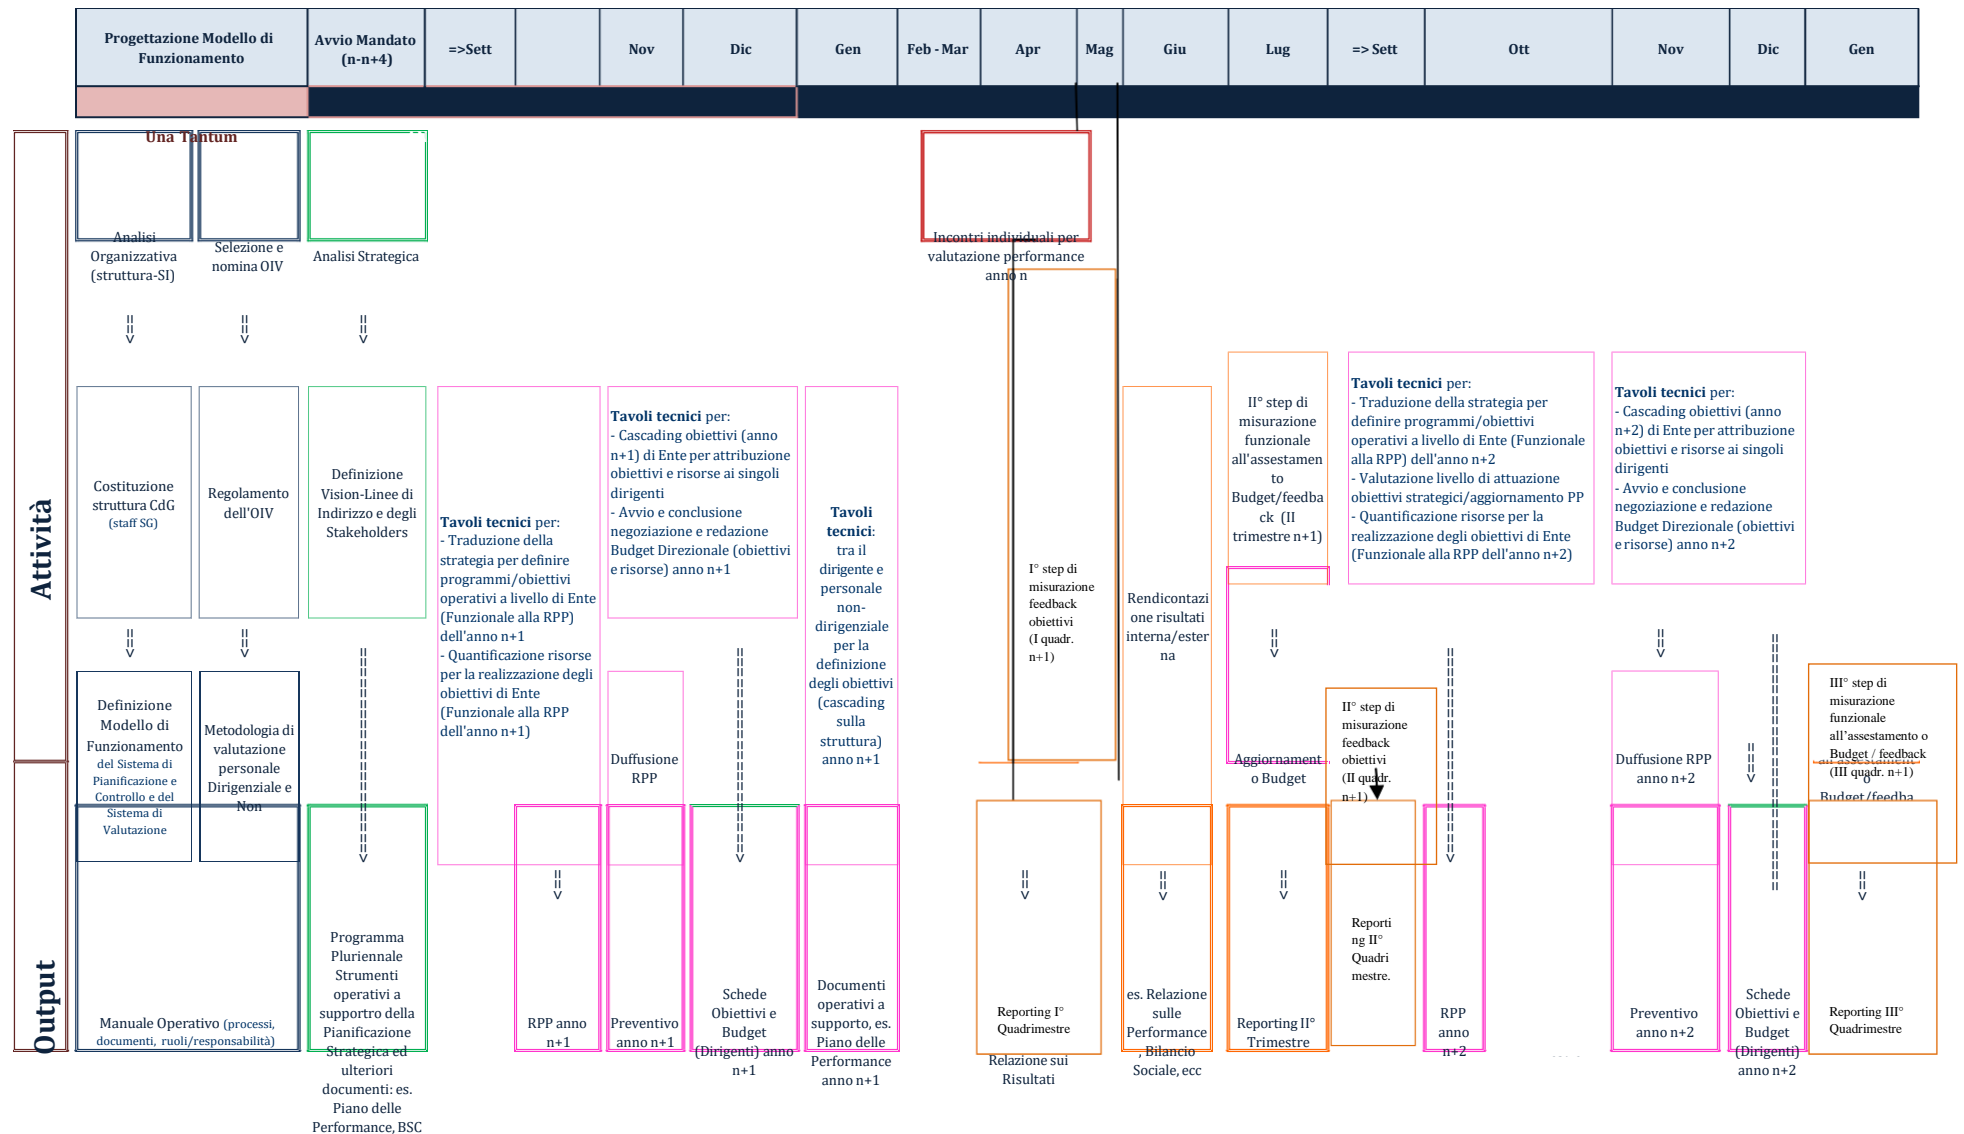 Progettazione Modello di
Funzionamento
Avvio Mandato
(n-n+4)
=>Sett
Nov
Dic
Gen
Feb - Mar
Apr
Mag
Giu
Lug
=> Sett
Ott
Nov
Dic
Gen
Una Tantum
Attività
Analisi
Organizzativa
(struttura-SI)
Selezione e
nomina OIV
Analisi Strategica
Incontri individuali per
valutazione performance
anno n
==>
==>
==>
Costituzione
struttura CdG
(staff SG)
Regolamento
dell'OIV
Definizione
Vision-Linee di
Indirizzo e degli
Stakeholders
Tavoli tecnici per:
- Traduzione della
strategia per definire
programmi/obiettivi
operativi a livello di Ente
(Funzionale alla RPP)
dell'anno n+1
- Quantificazione risorse
per la realizzazione degli
obiettivi di Ente
(Funzionale alla RPP
dell'anno n+1)
Tavoli tecnici per:
- Cascading obiettivi (anno
n+1) di Ente per attribuzione
obiettivi e risorse ai singoli
dirigenti
- Avvio e conclusione
negoziazione e redazione
Budget Direzionale (obiettivi
e risorse) anno n+1
Tavoli
tecnici:
tra il
dirigente e
personale
non-
dirigenziale
per la
definizione
degli obiettivi
(cascading
sulla
struttura)
anno n+1
I° step di
misurazione
feedback
obiettivi
(I quadr.
n+1)
Rendicontazi
one risultati
interna/ester
na
II° step di
misurazione
funzionale
all'assestamen
to
Budget/feedba
ck (II
trimestre n+1)
Tavoli tecnici per:
- Traduzione della strategia per
definire programmi/obiettivi
operativi a livello di Ente (Funzionale
alla RPP) dell'anno n+2
- Valutazione livello di attuazione
obiettivi strategici/aggiornamento PP
- Quantificazione risorse per la
realizzazione degli obiettivi di Ente
(Funzionale alla RPP dell'anno n+2)
Tavoli tecnici per:
- Cascading obiettivi (anno
n+2) di Ente per attribuzione
obiettivi e risorse ai singoli
dirigenti
- Avvio e conclusione
negoziazione e redazione
Budget Direzionale (obiettivi
e risorse) anno n+2
Definizione
Modello di
Funzionamento
del Sistema di
Pianificazione e
Controllo e del
Sistema di
Valutazione
Metodologia di
valutazione
personale
Dirigenziale e
Non
Duffusione
RPP
Aggiornament
o Budget
II° step di
misurazione
feedback
obiettivi
(II quadr.
n+1)
Duffusione RPP
anno n+2
III° step di
misurazione
funzionale
all’assestamento o
Budget / feedback
(III quadr. n+1)
all'assestament
o
Budget/feedba
Output
Manuale Operativo (processi,
documenti, ruoli/responsabilità)
Programma
Pluriennale
Strumenti
operativi a
supportro della
Pianificazione
Strategica ed
ulteriori
documenti: es.
Piano delle
Performance, BSC
RPP anno
n+1
Preventivo
anno n+1
Schede
Obiettivi e
Budget
(Dirigenti) anno
n+1
Documenti
operativi a
supporto, es.
Piano delle
Performance
anno n+1
Reporting I°
Quadrimestre
Relazione sui
Risultati
es. Relazione
sulle
Performance
, Bilancio
Sociale, ecc
Reporting II°
Trimestre
Reporti
ng II°
Quadri
mestre.
RPP
anno
n+2
Preventivo
anno n+2
Schede
Obiettivi e
Budget
(Dirigenti)
anno n+2
Reporting III°
Quadrimestre